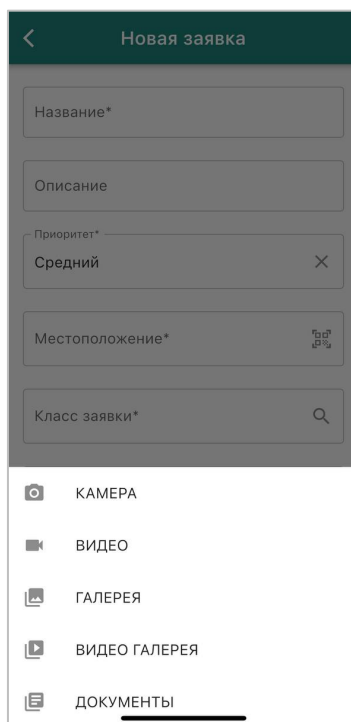 Новая заявка
Название*
Описание
Приоритет*
Средний
Местоположение*
Класс заявки*
КАМЕРА
ВИДЕО
ГАЛЕРЕЯ
ВИДЕО ГАЛЕРЕЯ
ДОКУМЕНТЫ